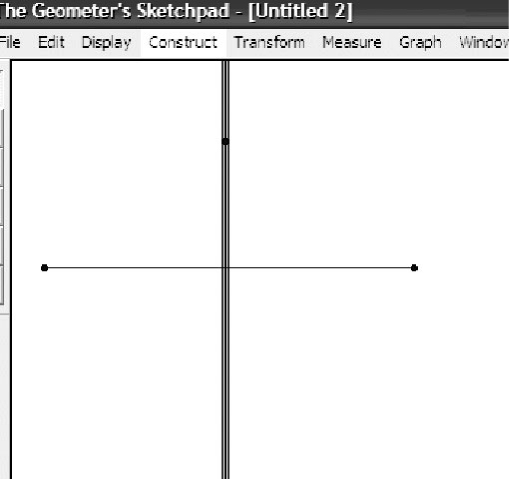 The Geometer's Sketchpad - [Untitled 2]
File Edit Display Construct Transform Measure Graph Window